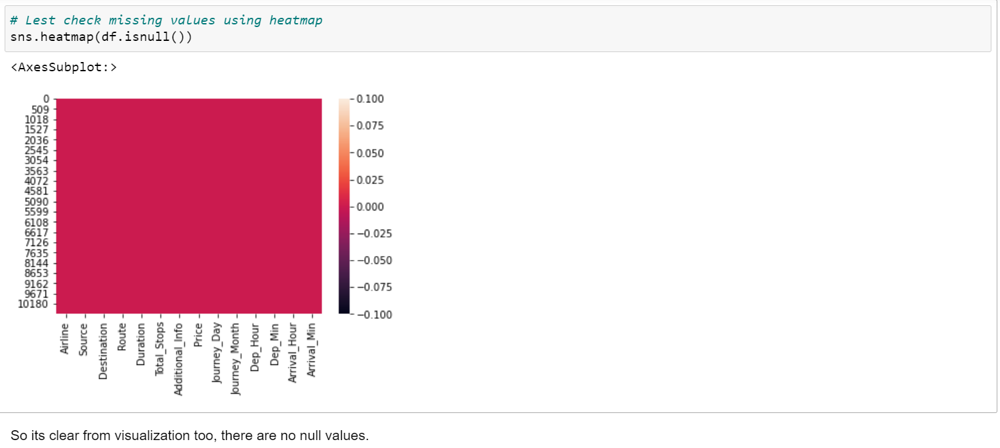 # Lest check missing values using heatmap
sns.heatmap(df.isnull())
<AxesSubplot:>
0
509
1018
1527
2036
2545
3054
3563
4072
4581
5090
5599
6108
6617
7126
7635
8144
8653
9162
9671
10180
0.100
0.075
0.050
0.025
0.000
−0.025
−0.050
−0.075
−0.100
Airline
Source
Destination
Route
Duration
Total_Stops
Additional_Info
Price
Journey_Day
Journey_Month
Dep_Hour
Dep_Min
Arrival_Hour
Arrival_Min
So its clear from visualization too, there are no null values.